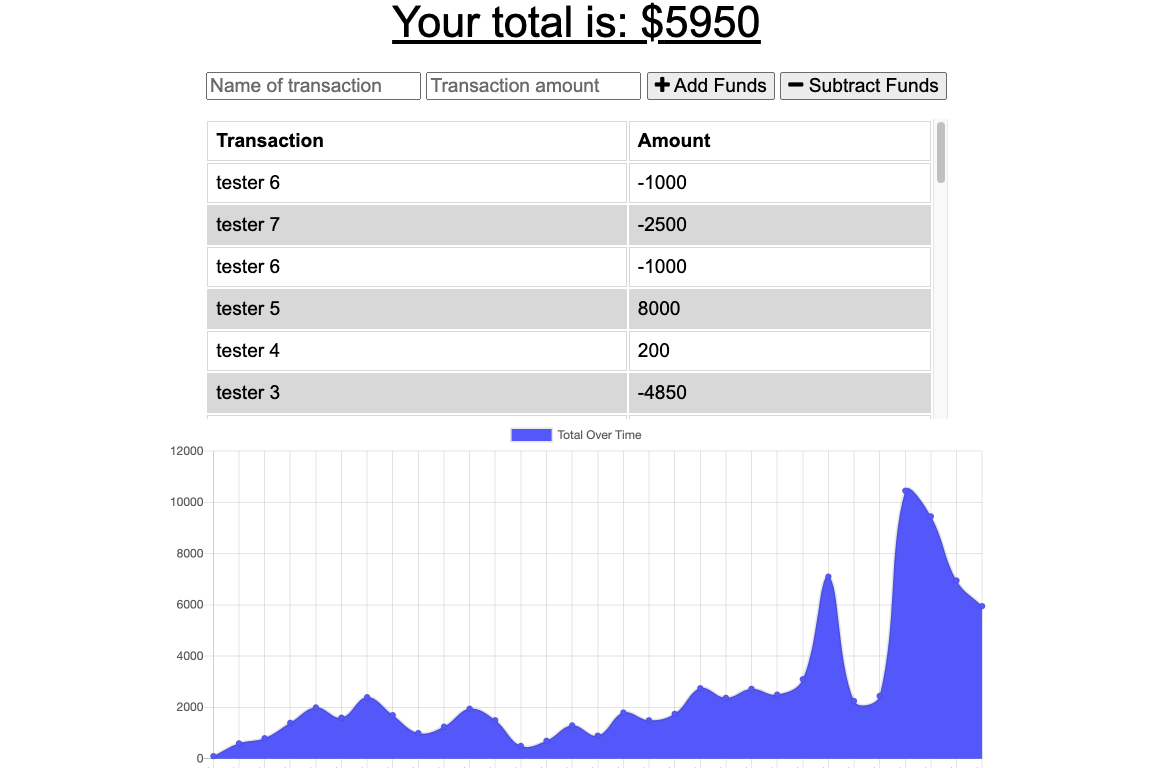 Your total is: $5950
Name of transaction Transaction amount Add Funds Subtract Funds
Transaction Amount
tester 6 -1000
tester 7 -2500
tester 6 -1000
tester 5 8000
tester 4 200
tester 3 -4850
Total Over Time
12000
10000
8000
6000
4000
2000
0